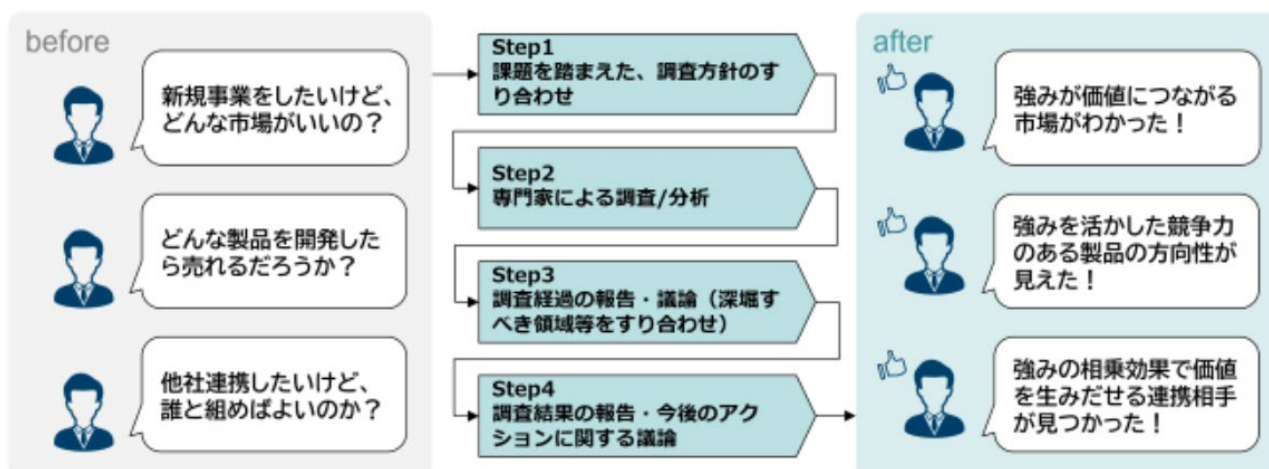 before
新規事業をしたいけど、
どんな市場がいいの？
どんな製品を開発した
ら売れるだろうか？
他社連携したいけど、
誰と組めばよいのか？
Step1
課題を踏まえた、調査方針のす
り合わせ
Step2
専門家による調査/分析
Step3
調査経過の報告・議論（深堀す
べき領域等をすり合わせ）
Step4
調査結果の報告・今後のアク
ションに関する議論
after
強みが価値につながる
市場がわかった！
強みを活かした競争力
のある製品の方向性が
見えた！
強みの相乗効果で価値
を生みだせる連携相手
が見つかった！